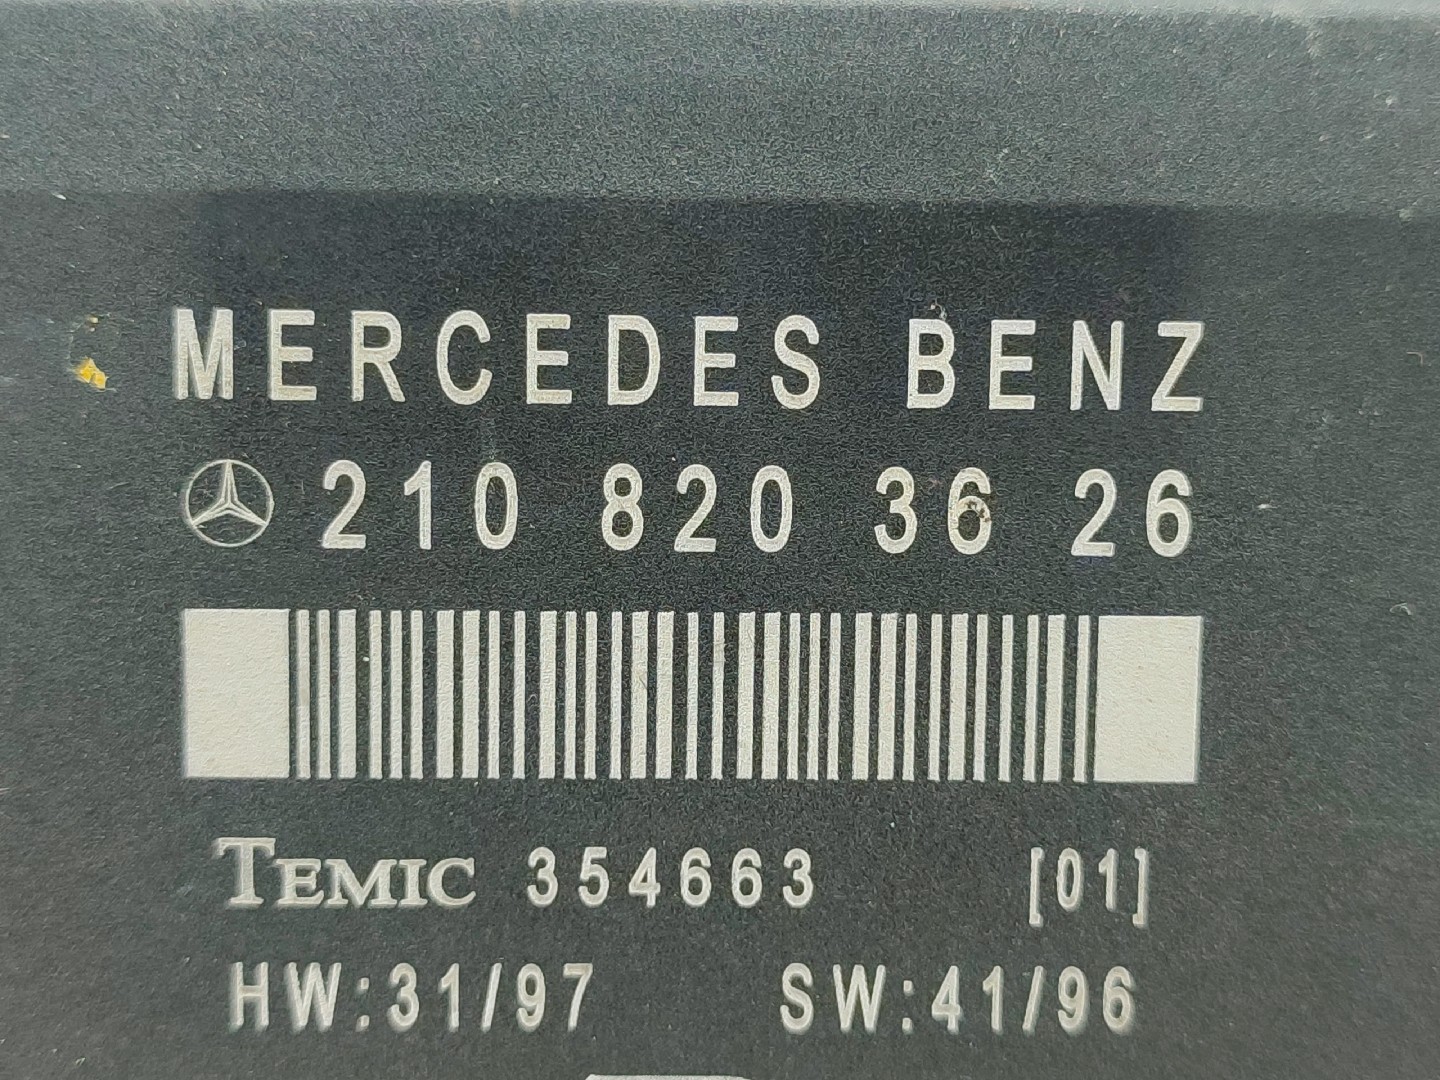 MERCEDES BENZ
210 820 36 26
TEMIC 354663 [01]
HW:31/97 SW:41/96